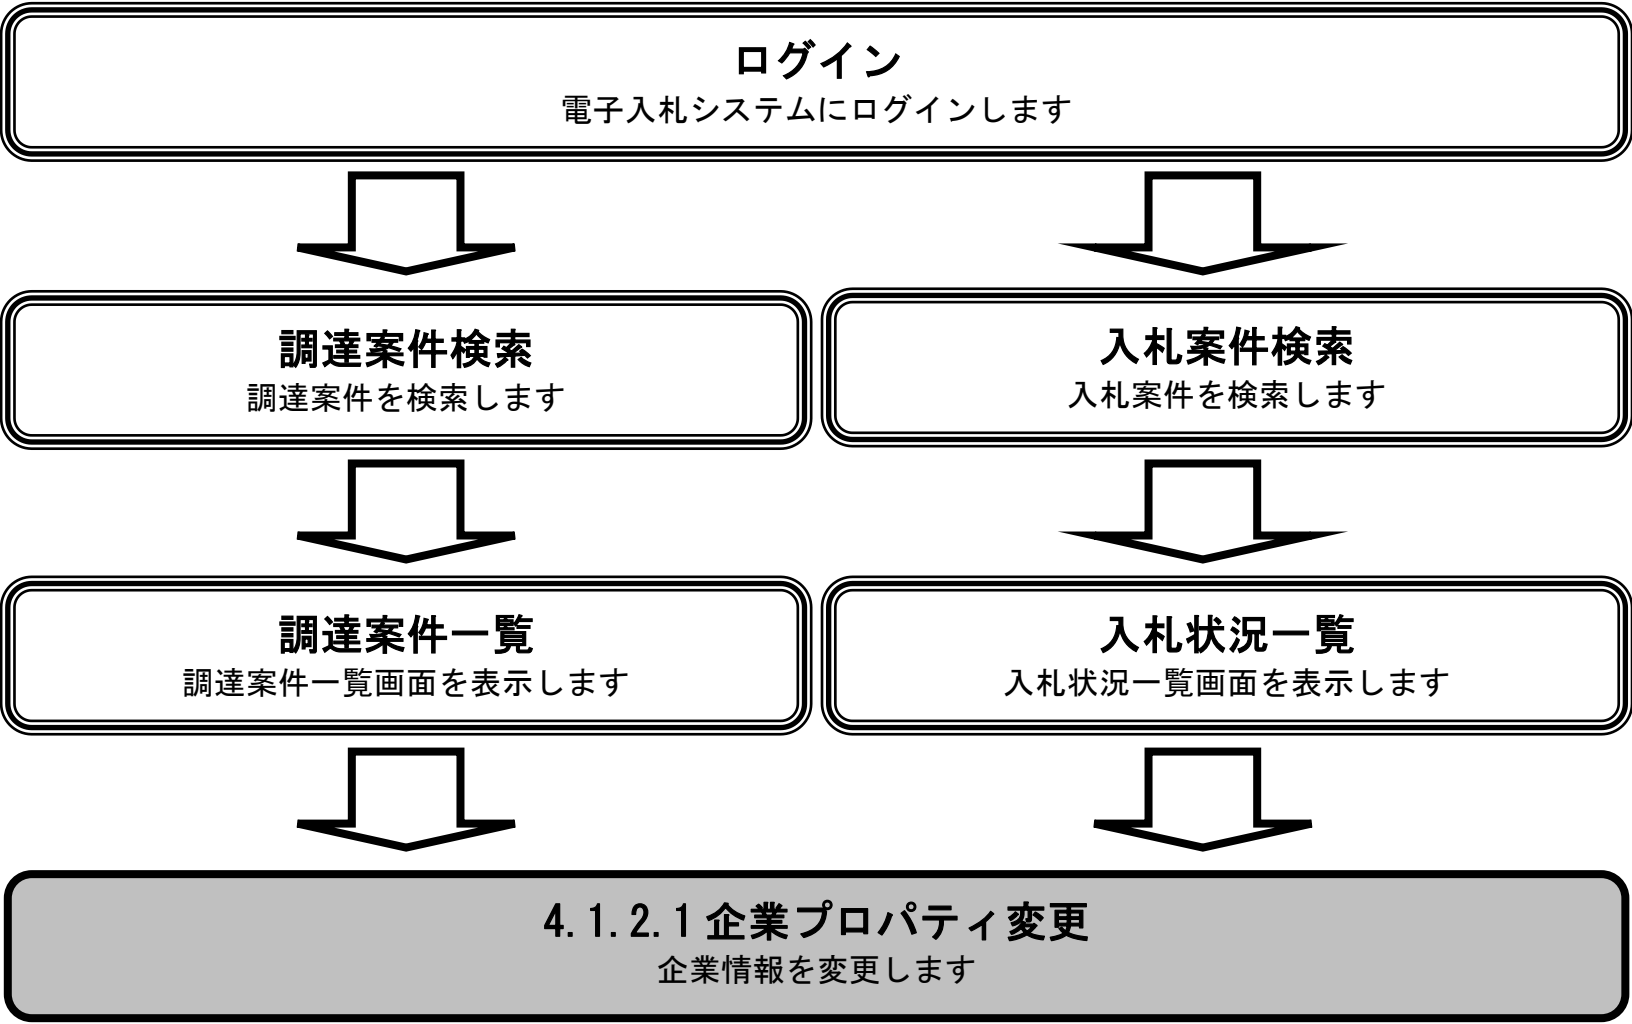 ログイン
電子入札システムにログインします
調達案件検索
調達案件を検索します
入札案件検索
入札案件を検索します
調達案件一覧
調達案件一覧画面を表示します
入札状況一覧
入札状況一覧画面を表示します
4.1.2.1企業プロパティ変更
企業情報を変更します